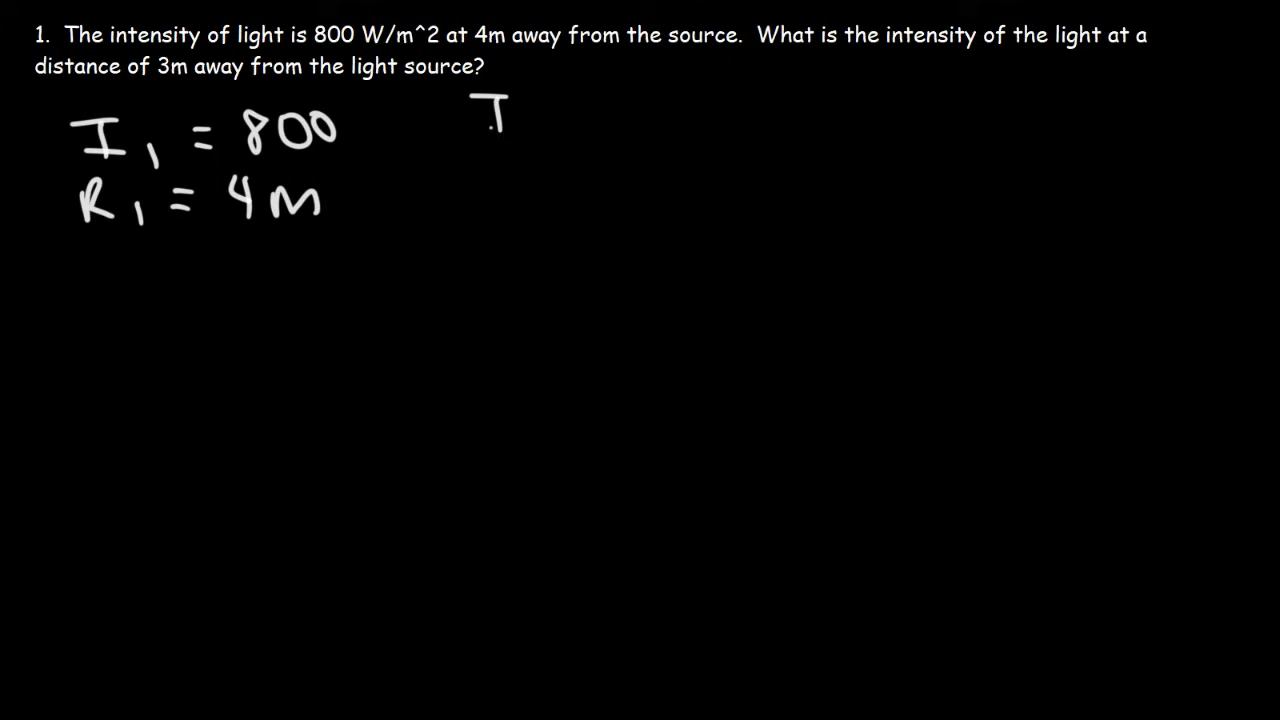 1. The intensity of light is 800 W/m^2 at 4m away from the source. What is the intensity of the light at a
distance of 3m away from the light source?
I₁ = 800
R₁ = 4m